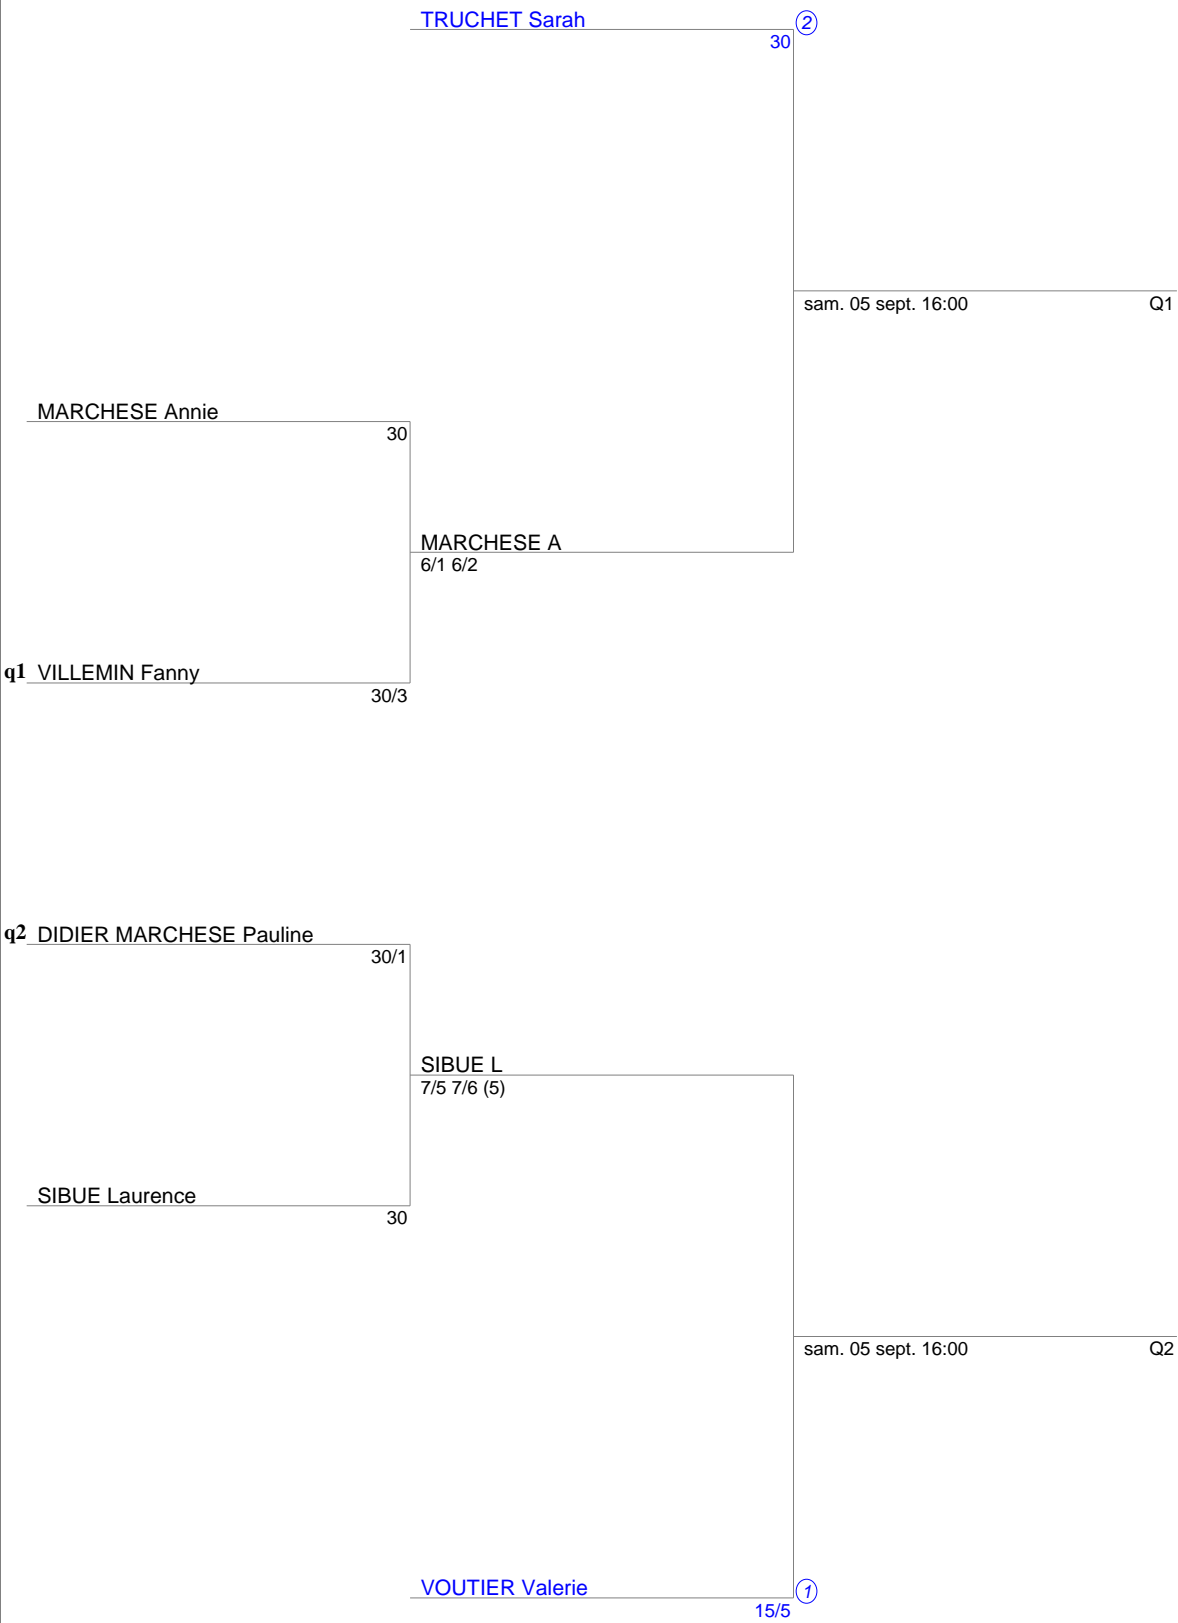 TRUCHET Sarah 2
30
sam. 05 sept. 16:00 Q1
MARCHESE Annie
30
MARCHESE A
6/1 6/2
q1 VILLEMIN Fanny
30/3
q2 DIDIER MARCHESE Pauline
30/1
SIBUE L
7/5 7/6 (5)
SIBUE Laurence
30
sam. 05 sept. 16:00 Q2
VOUTIER Valerie 1
15/5